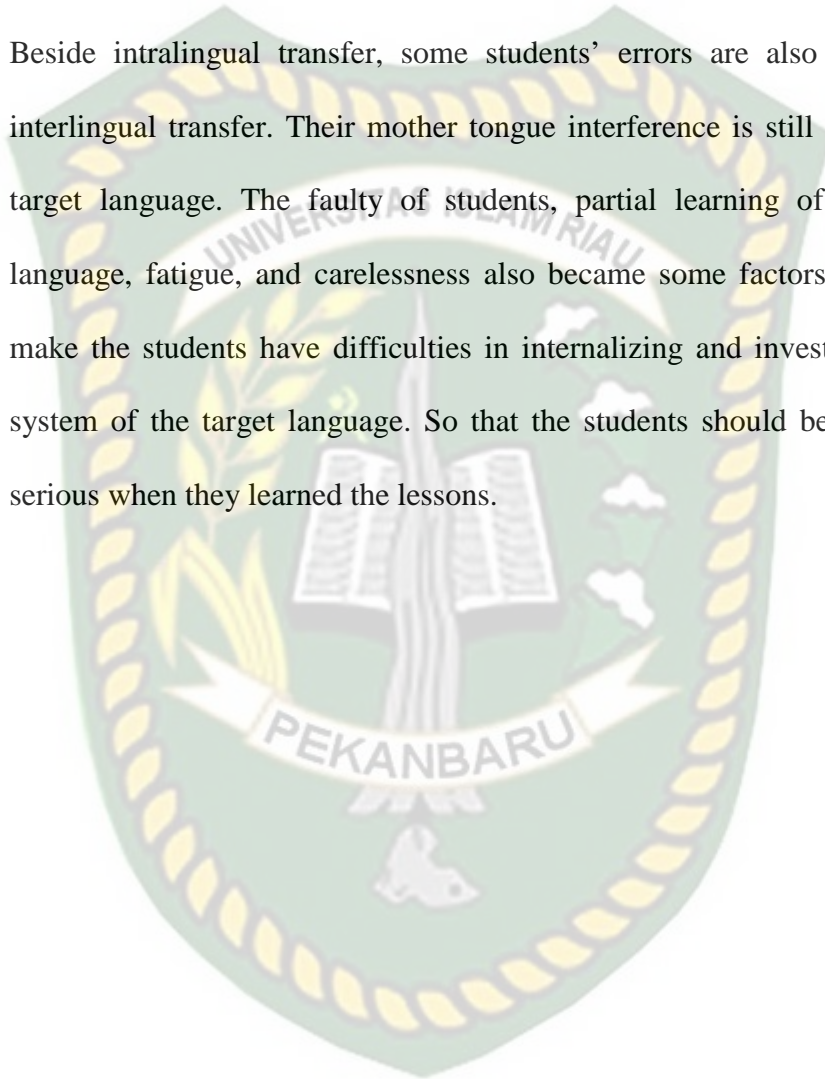 Beside intralingual transfer, some students’ errors are also
interlingual transfer. Their mother tongue interference is still
target language. The faulty of students, partial learning of
UNIVERSITAS ISLAM RIAU
language, fatigue, and carelessness also became some factors
make the students have difficulties in internalizing and invest
system of the target language. So that the students should be
serious when they learned the lessons.
PEKANBARU